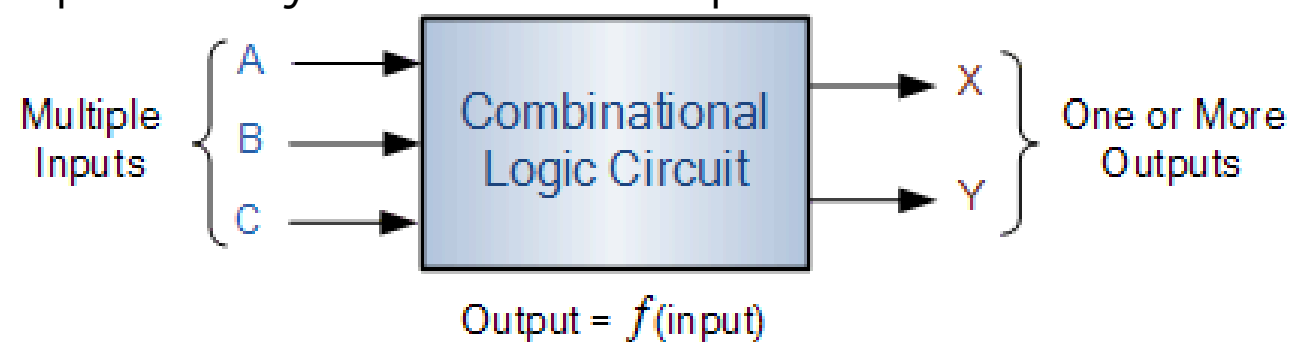 A
Multiple
Inputs
B
C
Combinational
Logic Circuit
X
Y
One or More
Outputs
Output = f(input)